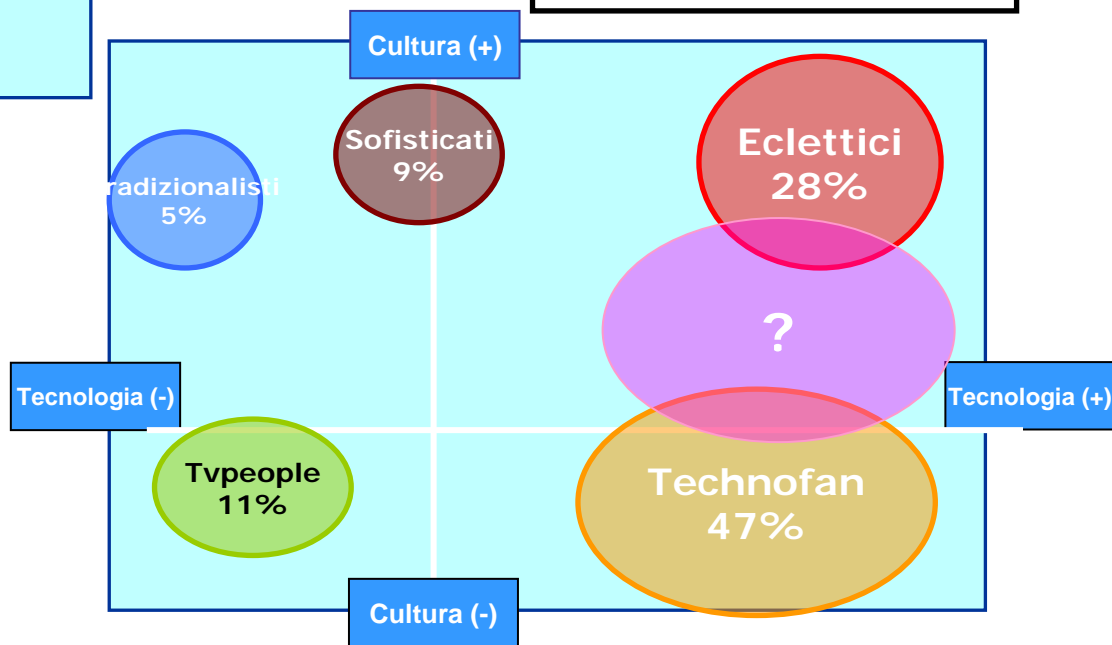 Cultura (+)
Sofisticati
9%
Eclettici
28%
radizionalisti
5%
?
Tecnologia (-)
Tecnologia (+)
Tvpeople
11%
Technofan
47%
Cultura (-)